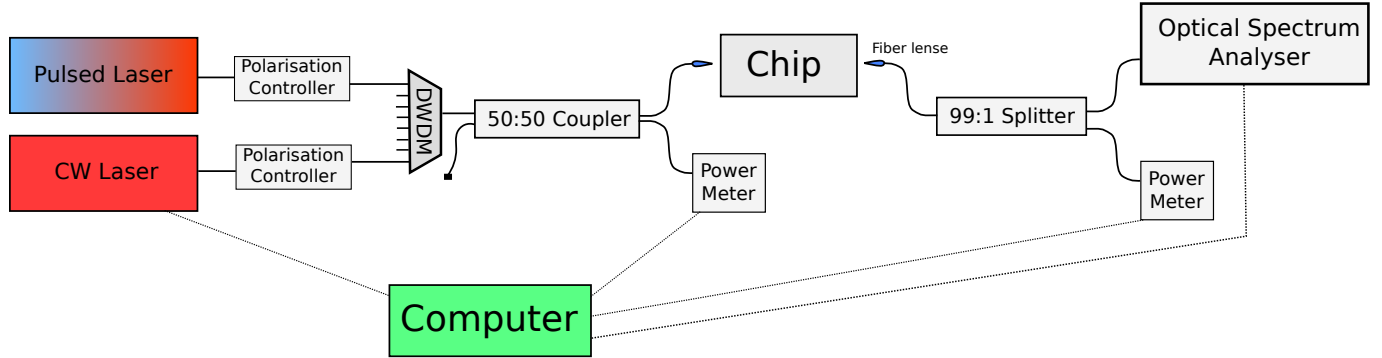 Pulsed Laser
Polarisation
Controller
CW Laser
Polarisation
Controller
DWDM
50:50 Coupler
Power
Meter
Chip
Fiber lense
99:1 Splitter
Optical Spectrum
Analyser
Power
Meter
Computer